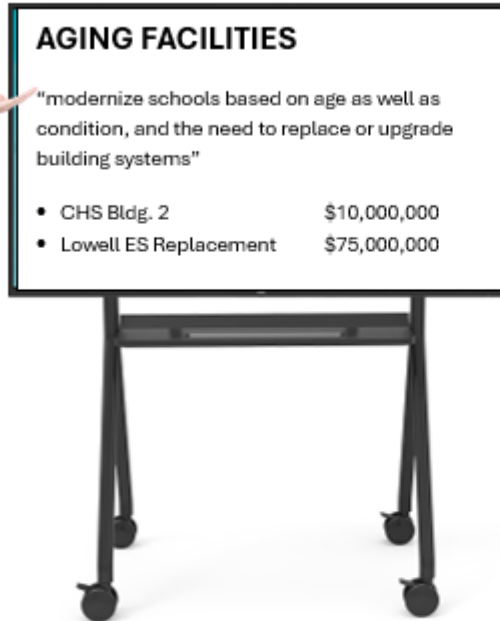 AGING FACILITIES
“modernize schools based on age as well as
condition, and the need to replace or upgrade
building systems”
• CHS Bldg. 2 $10,000,000
• Lowell ES Replacement $75,000,000